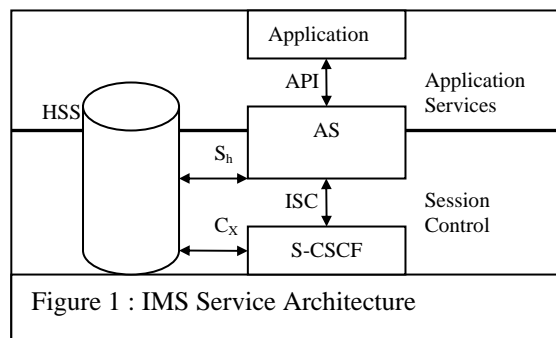 Application
API
Application
Services
HSS
AS
Sh
ISC
Session
Control
CX
S-CSCF
Figure 1 : IMS Service Architecture